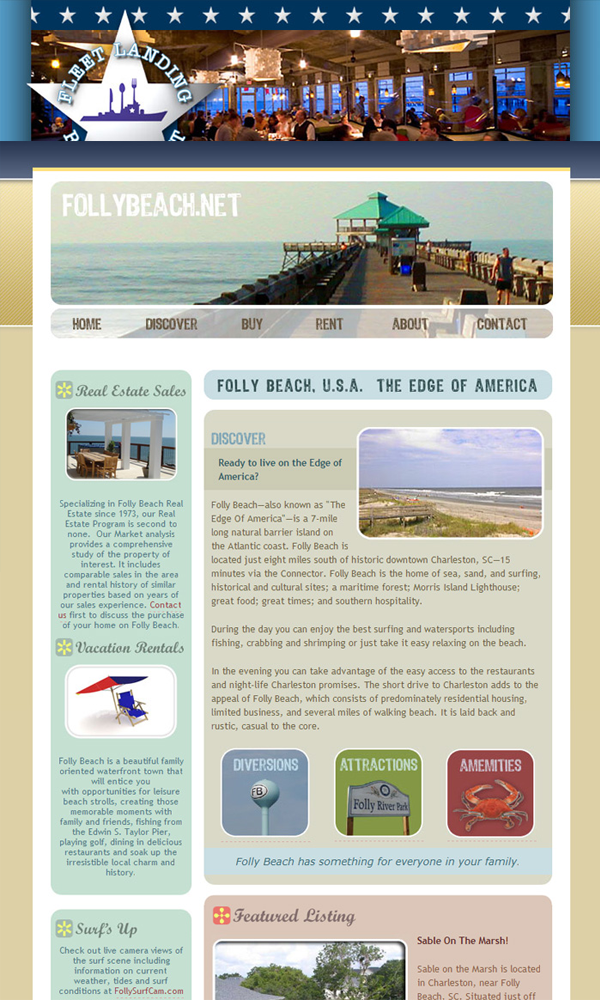 FLEET LANDING
FOLLYBEACH.NET
HOME DISCOVER BUY RENT ABOUT CONTACT
Real Estate Sales
Specializing in Folly Beach Real
Estate since 1973, our Real
Estate Program is second to
none. Our Market analysis
provides a comprehensive
study of the property of
interest. It includes
comparable sales in the area
and rental history of similar
properties based on years of
our sales experience. Contact
us first to discuss the purchase
of your home on Folly Beach.
Vacation Rentals
Folly Beach is a beautiful family
oriented waterfront town that
will entice you
with opportunities for leisure
beach strolls, creating those
memorable moments with
family and friends, fishing from
the Edwin S. Taylor Pier,
playing golf, dining in delicious
restaurants and soak up the
irresistible local charm and
history.
Surf's Up
Check out live camera views of
the surf scene including
information on current
weather, tides and surf
conditions at FollySurfCam.com
FOLLY BEACH, U.S.A. THE EDGE OF AMERICA
DISCOVER
Ready to live on the Edge of
America?
Folly Beach—also known as "The
Edge Of America"—is a 7-mile
long natural barrier island on
the Atlantic coast. Folly Beach is
located just eight miles south of historic downtown Charleston, SC—15
minutes via the Connector. Folly Beach is the home of sea, sand, and surfing,
historical and cultural sites; a maritime forest; Morris Island Lighthouse;
great food; great times; and southern hospitality.
During the day you can enjoy the best surfing and watersports including
fishing, crabbing and shrimping or just take it easy relaxing on the beach.
In the evening you can take advantage of the easy access to the restaurants
and night-life Charleston promises. The short drive to Charleston adds to the
appeal of Folly Beach, which consists of predominately residential housing,
limited business, and several miles of walking beach. It is laid back and
rustic, casual to the core.
DIVERSIONS
FB
ATTRACTIONS
Folly River Park
AMEMITIES
Folly Beach has something for everyone in your family.
Featured Listing
Sable On The Marsh!
Sable on the Marsh is located
in Charleston, near Folly
Beach, SC. Situated just off